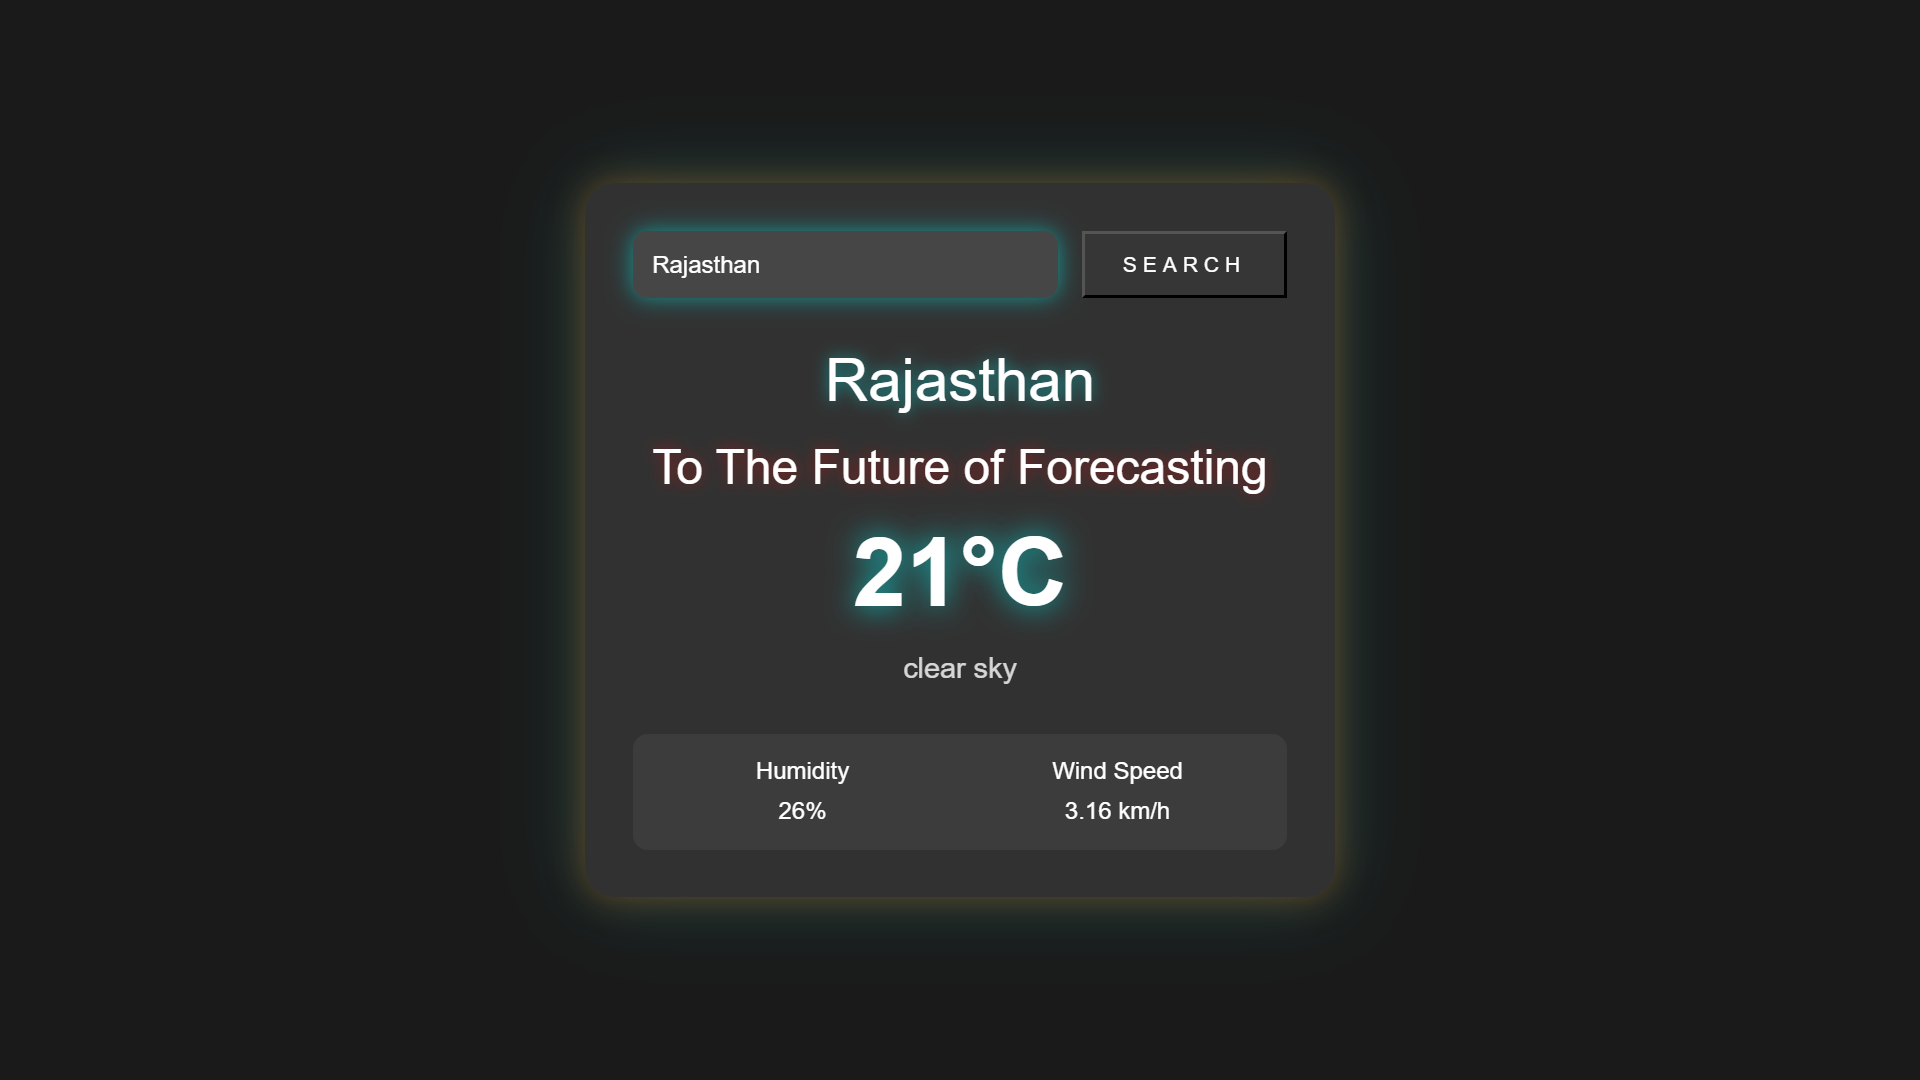 Rajasthan
SEARCH
Rajasthan
To The Future of Forecasting
21°C
clear sky
Humidity
26%
Wind Speed
3.16 km/h